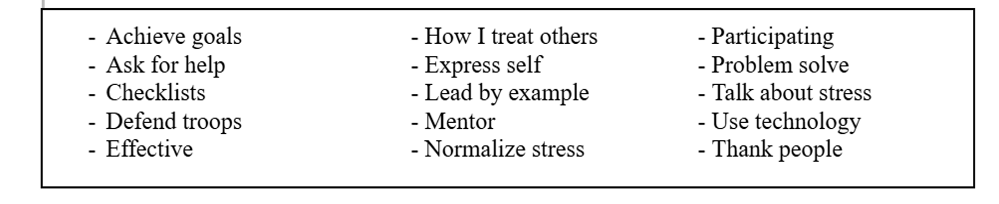 - Achieve goals
- Ask for help
- Checklists
- Defend troops
- Effective
- How I treat others
- Express self
- Lead by example
- Mentor
- Normalize stress
- Participating
- Problem solve
- Talk about stress
- Use technology
- Thank people